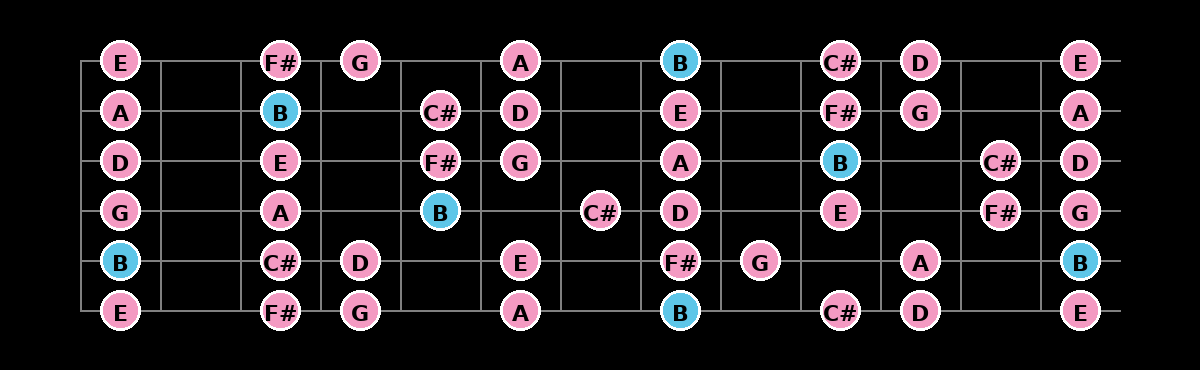 E F# G A B C# D E
A B C# D E F# G A
D E F# G A B C# D
G A B C# D E F# G
B C# D E F# G A B
E F# G A B C# D E